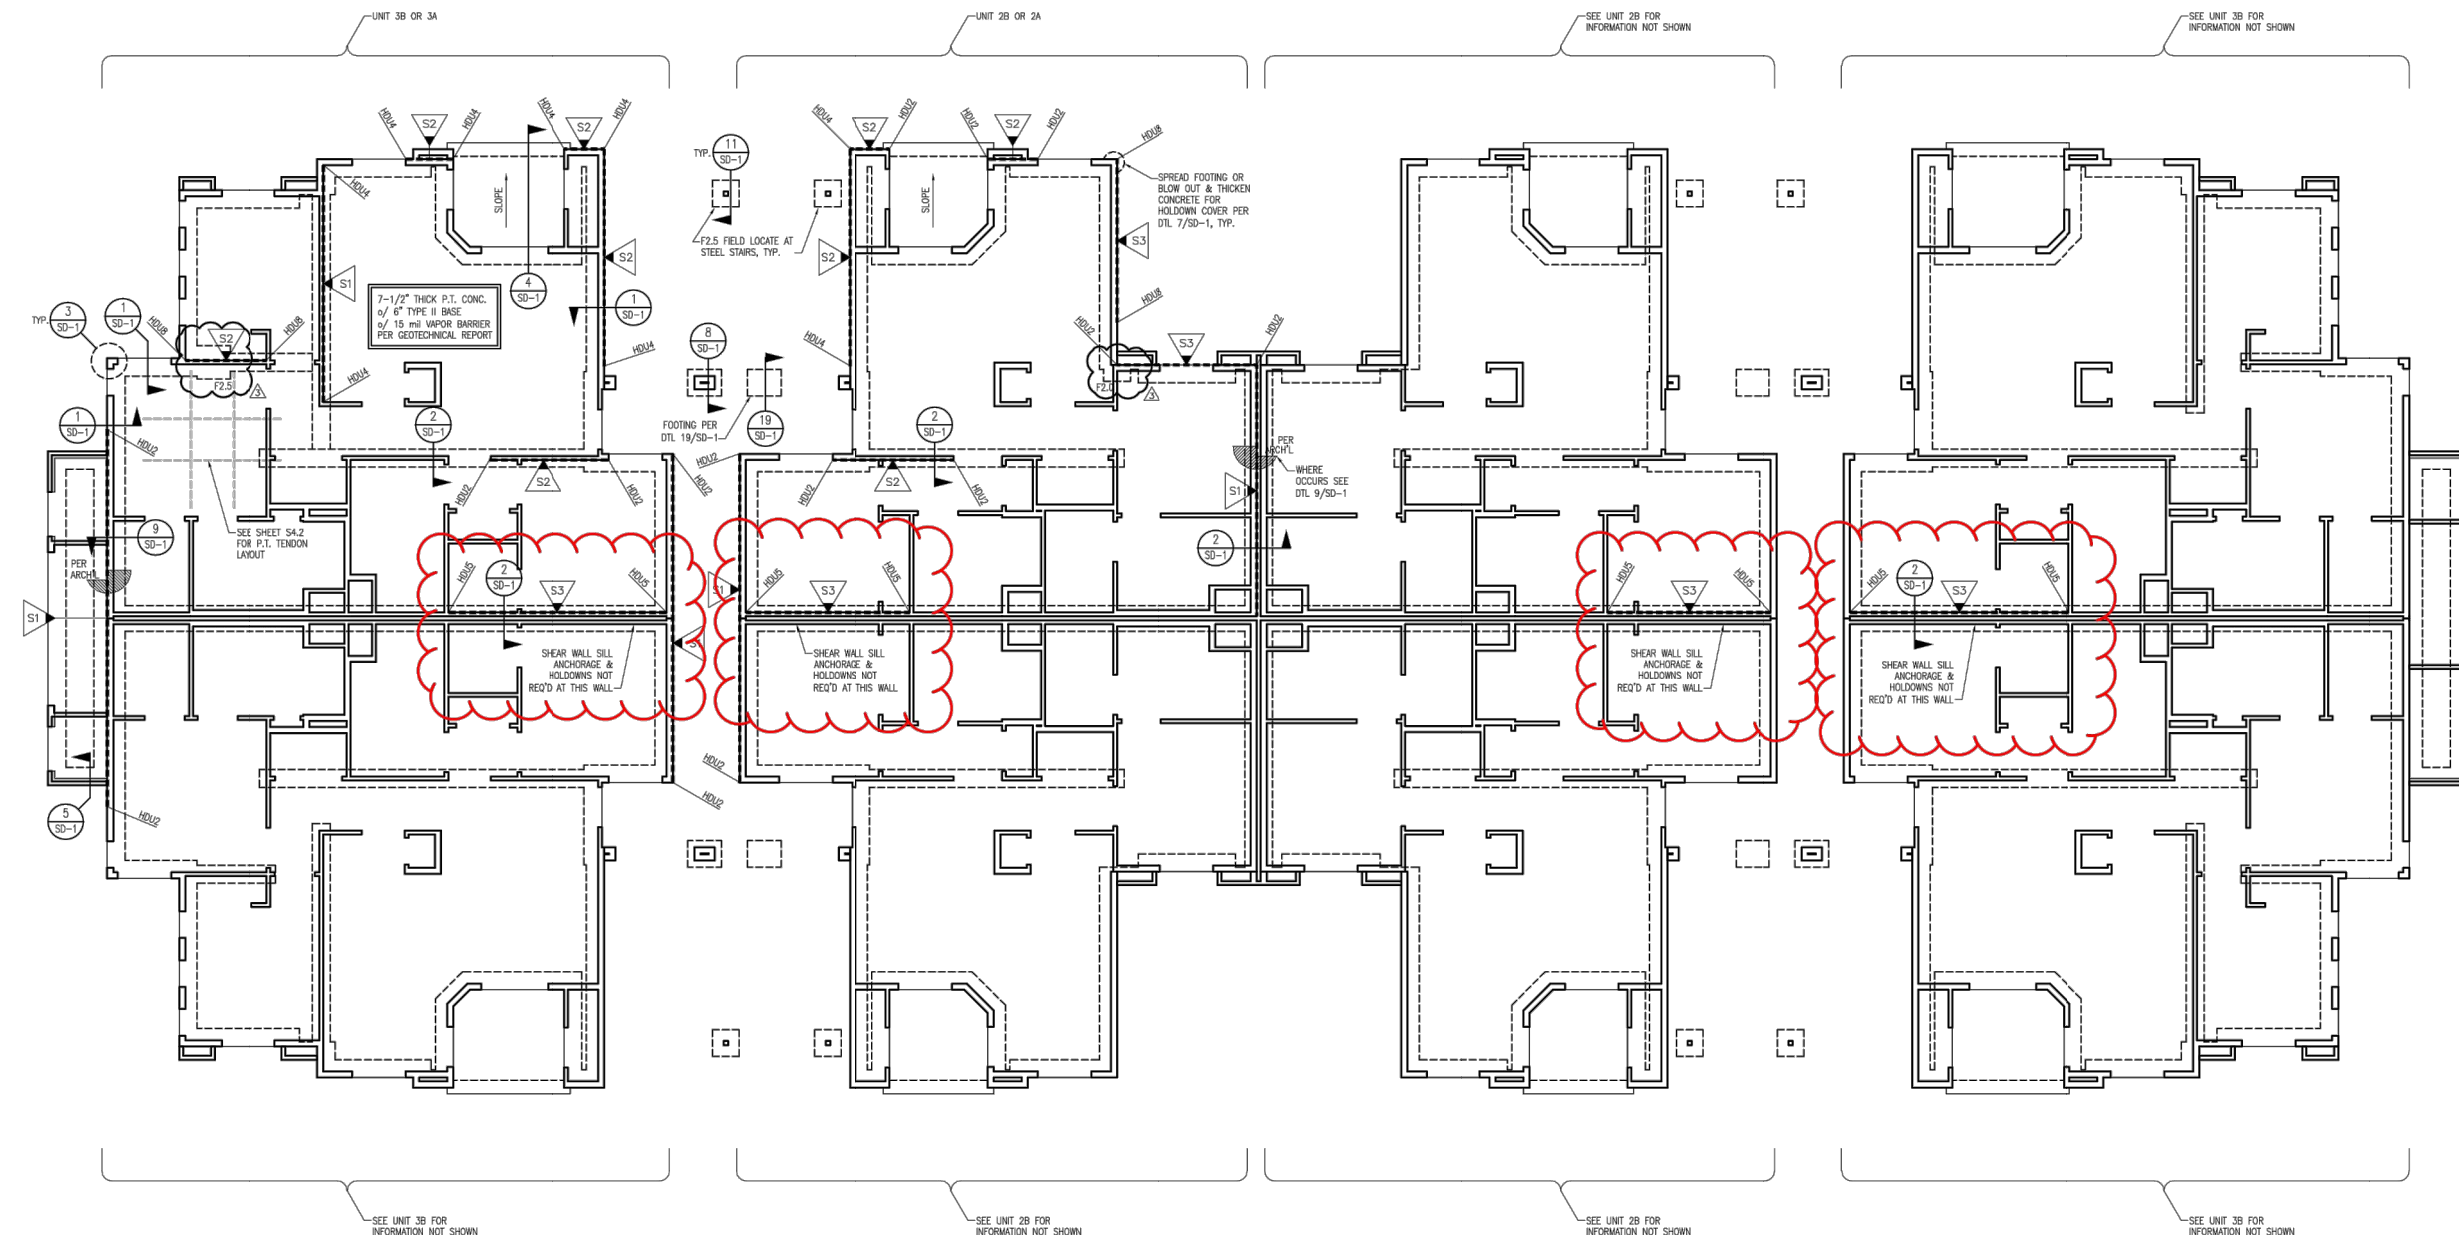 UNIT 3B OR 3A
UNIT 2B OR 2A
SEE UNIT 2B FOR
INFORMATION NOT SHOWN
SEE UNIT 3B FOR
INFORMATION NOT SHOWN
HDU4
S2
HDU4
4
SD-1
HDU4
S2
HDU4
TYP.
11
SD-1
HDU4
S2
HDU2
HDU2
S2
HDU2
HDU8
SPREAD FOOTING OR
BLOW OUT & THICKEN
CONCRETE FOR
HOLDOWN COVER PER
DTL 7/SD-1, TYP.
HDU4
SLOPE
SLOPE
F2.5 FIELD LOCATE AT
STEEL STAIRS, TYP.
S3
S2
S2
S1
7-1/2" THICK P.T. CONC.
o/ 6" TYPE II BASE
o/ 15 mil VAPOR BARRIER
PER GEOTECHNICAL REPORT
1
SD-1
TYP.
3
SD-1
1
SD-1
HDU8
S2
HDU8
HDU4
8
SD-1
HDU4
HDU8
HDU2
S3
HDU2
F2.5
3
HDU4
F2.0
3
1
SD-1
HDU2
2
SD-1
FOOTING PER
DTL 19/SD-1
19
SD-1
2
SD-1
PER
ARCH'L
WHERE
OCCURS SEE
DTL 9/SD-1
HDU2
S2
HDU2
HDU2
HDU2
HDU2
S2
HDU2
S1
9
SD-1
SEE SHEET S4.2
FOR P.T. TENDON
LAYOUT
2
SD-1
PER
ARCH'L
HDU5
2
SD-1
S3
HDU5
S1
HDU5
S3
HDU5
HDU5
S3
HDU5
HDU5
2
SD-1
S3
HDU5
S1
S1
SHEAR WALL SILL
ANCHORAGE &
HOLDOWNS NOT
REQ'D AT THIS WALL
SHEAR WALL SILL
ANCHORAGE &
HOLDOWNS NOT
REQ'D AT THIS WALL
SHEAR WALL SILL
ANCHORAGE &
HOLDOWNS NOT
REQ'D AT THIS WALL
SHEAR WALL SILL
ANCHORAGE &
HOLDOWNS NOT
REQ'D AT THIS WALL
HDU2
HDU2
5
SD-1
HDU2
SEE UNIT 3B FOR
INFORMATION NOT SHOWN
SEE UNIT 2B FOR
INFORMATION NOT SHOWN
SEE UNIT 2B FOR
INFORMATION NOT SHOWN
SEE UNIT 3B FOR
INFORMATION NOT SHOWN